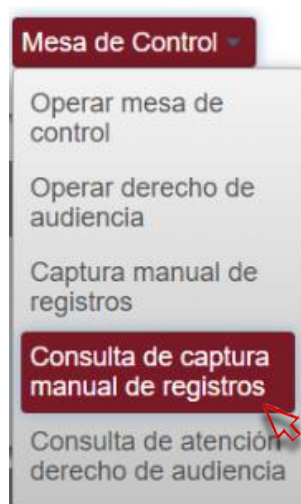 Mesa de Control
Operar mesa de
control
Operar derecho de
audiencia
Captura manual de
registros
Consulta de captura
manual de registros
Consulta de atención
derecho de audiencia